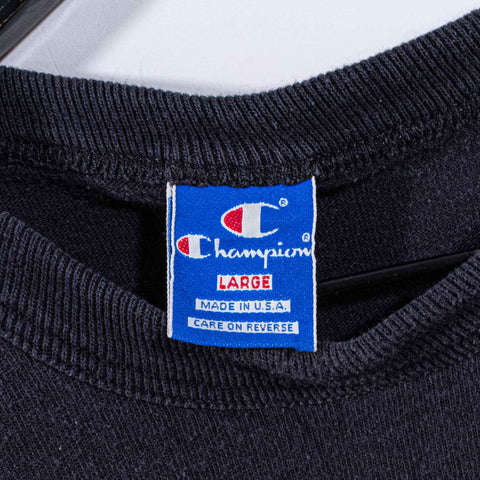 ®
Champion®
LARGE
MADE IN U.S.A.
CARE ON REVERSE